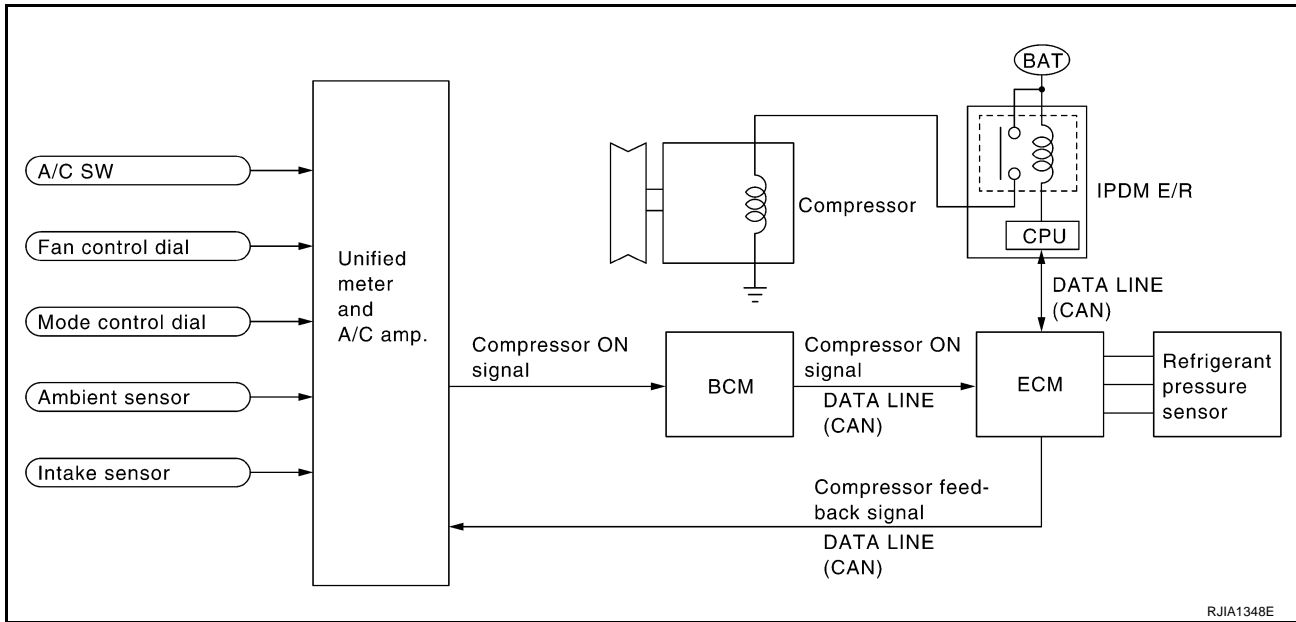 BAT
A/C SW
Fan control dial
Mode control dial
Ambient sensor
Intake sensor
Unified
meter
and
A/C amp.
Compressor
IPDM E/R
CPU
DATA LINE
(CAN)
Compressor ON
signal
BCM
Compressor ON
signal
DATA LINE
(CAN)
ECM
Refrigerant
pressure
sensor
Compressor feed-
back signal
DATA LINE
(CAN)
RJIA1348E